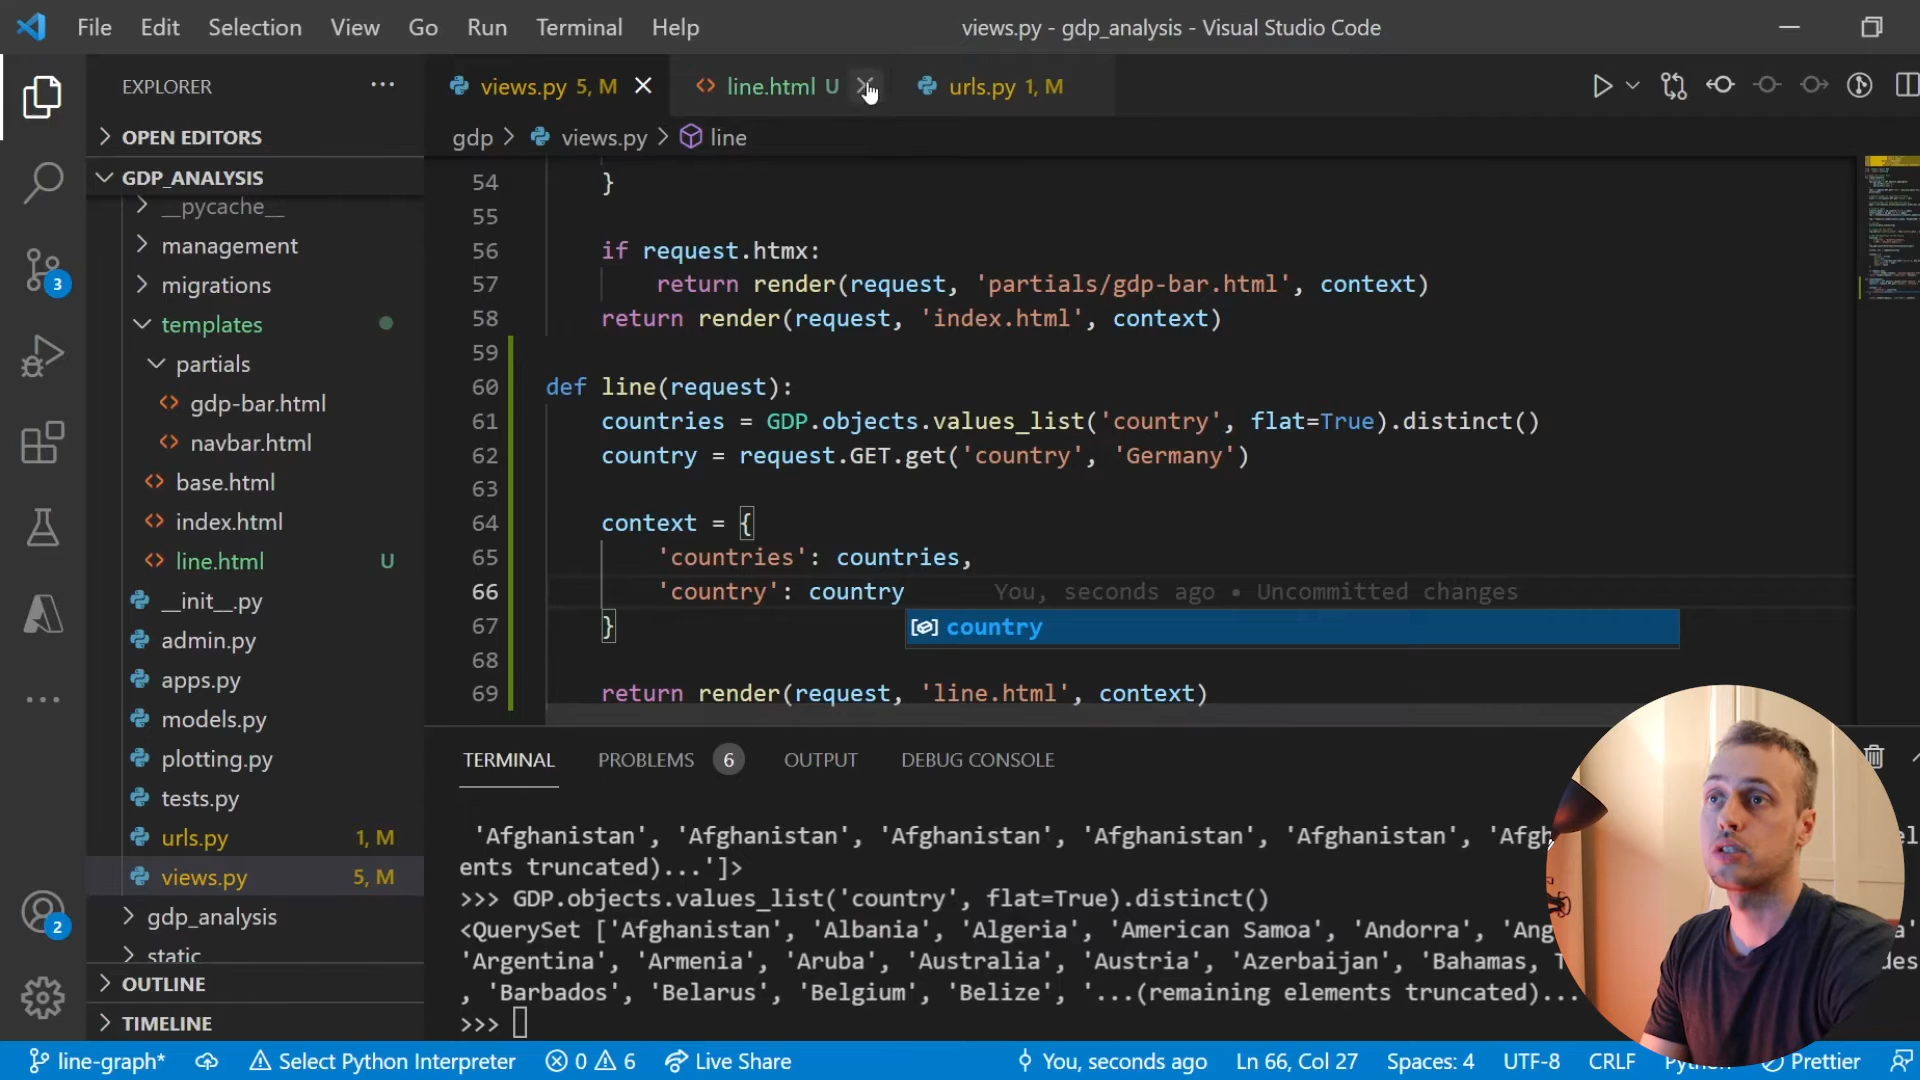 File Edit Selection View Go Run Terminal Help
views.py - gdp_analysis - Visual Studio Code
EXPLORER
views.py 5, M
line.html U
urls.py 1, M
OPEN EDITORS
gdp > views.py > line
GDP_ANALYSIS
__pycache__
management
migrations
templates
partials
gdp-bar.html
navbar.html
base.html
index.html
line.html U
__init__.py
admin.py
apps.py
models.py
plotting.py
tests.py
urls.py 1, M
views.py 5, M
gdp_analysis
static
OUTLINE
TIMELINE
3
2
54 }
55
56 if request.htmx:
57 return render(request, 'partials/gdp-bar.html', context)
58 return render(request, 'index.html', context)
59
60 def line(request):
61 countries = GDP.objects.values_list('country', flat=True).distinct()
62 country = request.GET.get('country', 'Germany')
63
64 context = {
65 'countries': countries,
66 'country': country You, seconds ago • Uncommitted changes
67 }
country
68
69 return render(request, 'line.html', context)
TERMINAL PROBLEMS 6 OUTPUT DEBUG CONSOLE
'Afghanistan', 'Afghanistan', 'Afghanistan', 'Afghanistan', 'Afghanistan', 'Afgh
ents truncated)...']>
>>> GDP.objects.values_list('country', flat=True).distinct()
<QuerySet ['Afghanistan', 'Albania', 'Algeria', 'American Samoa', 'Andorra', 'Ang
'Argentina', 'Armenia', 'Aruba', 'Australia', 'Austria', 'Azerbaijan', 'Bahamas, T
, 'Barbados', 'Belarus', 'Belgium', 'Belize', '...(remaining elements truncated)...
>>>
line-graph* Select Python Interpreter 0 6 Live Share You, seconds ago Ln 66, Col 27 Spaces: 4 UTF-8 CRLF Python Prettier